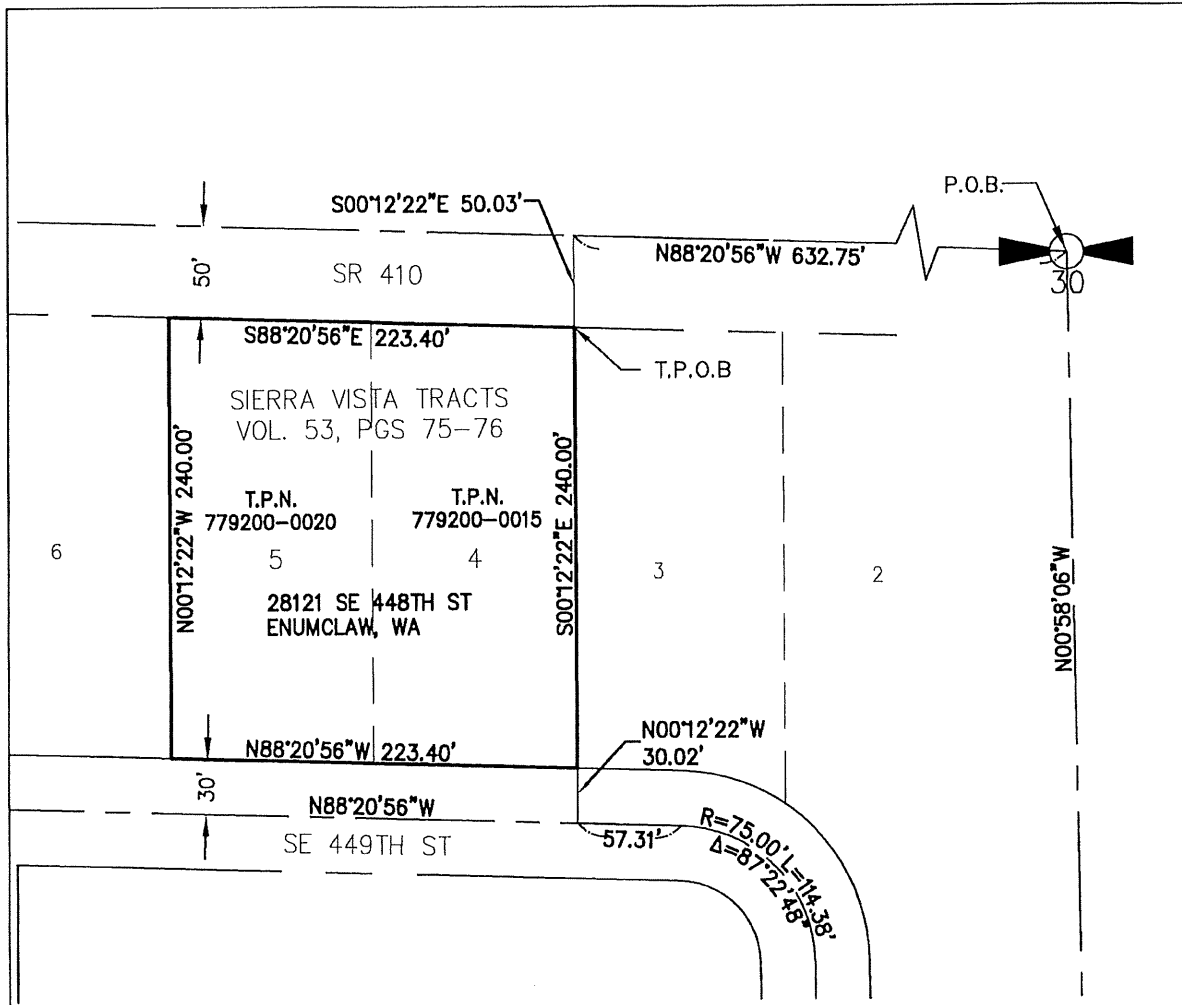 P.O.B.
S00°12'22"E 50.03'
N88°20'56"W 632.75'
30
50'
SR 410
S88°20'56"E 223.40'
T.P.O.B
SIERRA VISTA TRACTS
VOL. 53, PGS 75-76
N00°12'22"W 240.00'
T.P.N.
779200-0020
T.P.N.
779200-0015
S00°12'22"E 240.00'
6
5
4
3
2
28121 SE 448TH ST
ENUMCLAW, WA
N00°58'06"W
N00°12'22"W
30.02'
N88°20'56"W 223.40'
30'
N88°20'56"W
57.31'
SE 449TH ST
R=75.00' L=114.38'
Δ=87°22'48"